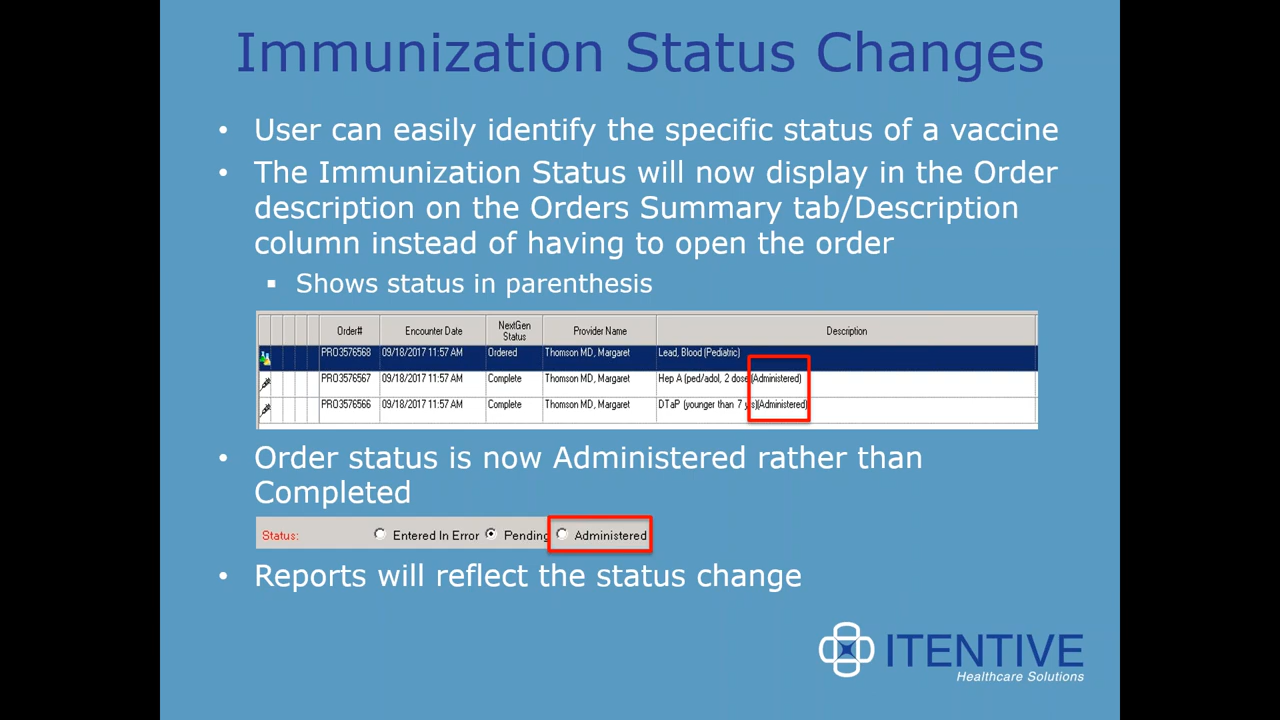 Immunization Status Changes
• User can easily identify the specific status of a vaccine
• The Immunization Status will now display in the Order
description on the Orders Summary tab/Description
column instead of having to open the order
▪ Shows status in parenthesis
Order# Encounter Date NextGen Status Provider Name Description
PRO3576568 09/18/2017 11:57 AM Ordered Thomson MD, Margaret Lead, Blood (Pediatric)
PRO3576567 09/18/2017 11:57 AM Complete Thomson MD, Margaret Hep A (ped/adol, 2 dose)(Administered)
PRO3576566 09/18/2017 11:57 AM Complete Thomson MD, Margaret DTaP (younger than 7 yrs)(Administered)
• Order status is now Administered rather than
Completed
Status: Entered In Error Pending Administered
• Reports will reflect the status change
ITENTIVE
Healthcare Solutions